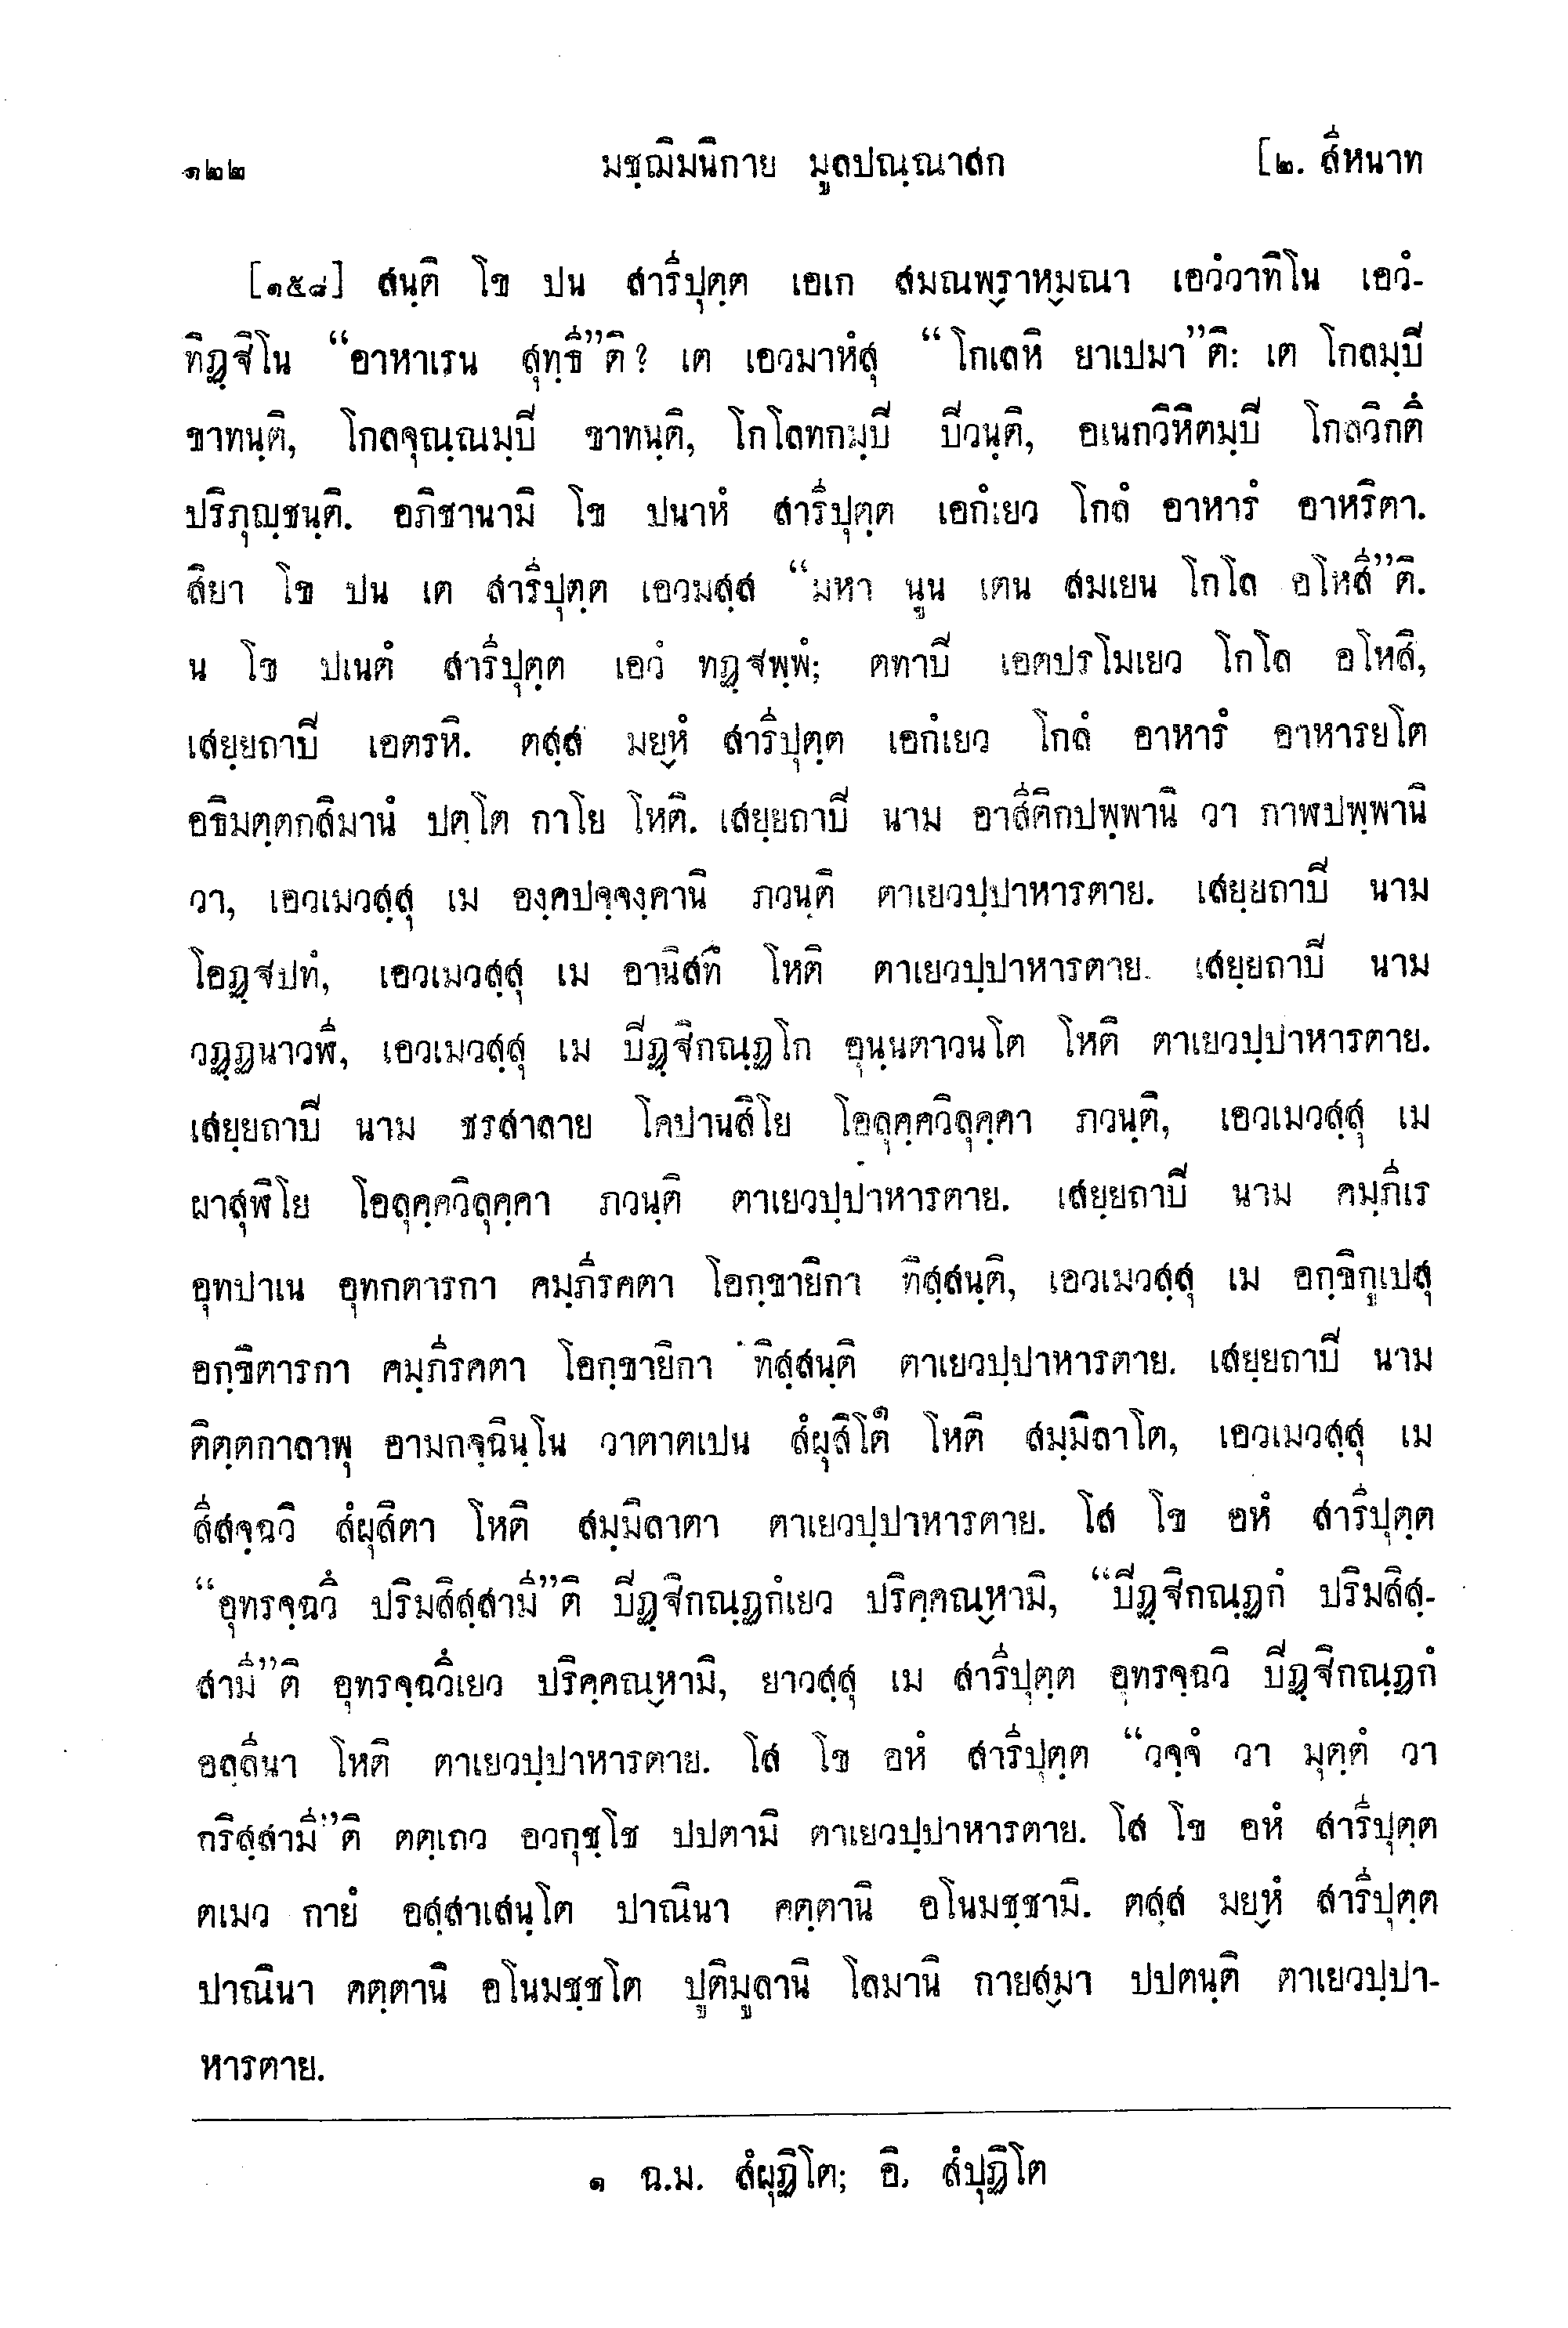 ๑๒๒ มชฺฌิมนิกาย มูลปณฺณาสก [๒. สีหนาท
[๑๕๘] สนฺติ โข ปน สารีปุตฺต เอเก สมณพฺราหฺมณา เอวํวาทิโน เอวํ-
ทิฏฺฐิโน “อาหาเรน สุทฺธี”ติ? เต เอวมาหํสุ “โกเลหิ ยาเปมา”ติ: เต โกลมฺปิ
ขาทนฺติ, โกลจุณฺณมฺปิ ขาทนฺติ, โกโลทกมฺปิ ปิวนฺติ, อเนกวิหิตมฺปิ โกลวิกตึ
ปริภุญฺชนฺติ. อภิชานามิ โข ปนาหํ สารีปุตฺต เอกํเยว โกลํ อาหารํ อาหริตา.
สิยา โข ปน เต สารีปุตฺต เอวมสฺส “มหา นูน เตน สมเยน โกโล อโหสี”ติ.
น โข ปเนตํ สารีปุตฺต เอวํ ทฏฺฐพฺพํ; ตทาปิ เอตปรโมเยว โกโล อโหสิ,
เสยฺยถาปิ เอตรหิ. ตสฺส มยฺหํ สารีปุตฺต เอกํเยว โกลํ อาหารํ อาหารยโต
อธิมตฺตกสิมานํ ปตฺโต กาโย โหติ. เสยฺยถาปิ นาม อาสีติกปพฺพานิ วา กาฬปพฺพานิ
วา, เอวเมวสฺสุ เม องฺคปจฺจงฺคานิ ภวนฺติ ตาเยวปฺปาหารตาย. เสยฺยถาปิ นาม
โอฏฺฐปทํ, เอวเมวสฺสุ เม อานิสทํ โหติ ตาเยวปฺปาหารตาย. เสยฺยถาปิ นาม
วฏฺฏนาวฬี, เอวเมวสฺสุ เม ปิฏฺฐิกณฺฏโก อุนฺนตาวนโต โหติ ตาเยวปฺปาหารตาย.
เสยฺยถาปิ นาม ชรสาลาย โคปานสิโย โอลุคฺควิลุคฺคา ภวนฺติ, เอวเมวสฺสุ เม
ผาสุฬิโย โอลุคฺควิลุคฺคา ภวนฺติ ตาเยวปฺปาหารตาย. เสยฺยถาปิ นาม คมฺภีเร
อุทปาเน อุทกตารกา คมฺภีรคตา โอกฺขายิกา ทิสฺสนฺติ, เอวเมวสฺสุ เม อกฺขิกูเปสุ
อกฺขิตารกา คมฺภีรคตา โอกฺขายิกา ทิสฺสนฺติ ตาเยวปฺปาหารตาย. เสยฺยถาปิ นาม
ติตฺตกาลาพุ อามกจฺฉินฺโน วาตาตเปน สํผุสิโต๑ โหติ สมฺมิลาโต, เอวเมวสฺสุ เม
สีสจฺฉวิ สํผุสิตา โหติ สมฺมิลาตา ตาเยวปฺปาหารตาย. โส โข อหํ สารีปุตฺต
“อุทรจฺฉวึ ปริมสิสฺสามี”ติ ปิฏฺฐิกณฺฏกํเยว ปริคฺคณฺหามิ, “ปิฏฺฐิกณฺฏกํ ปริมสิสฺ-
สามี”ติ อุทรจฺฉวึเยว ปริคฺคณฺหามิ, ยาวสฺสุ เม สารีปุตฺต อุทรจฺฉวิ ปิฏฺฐิกณฺฏกํ
อลฺลีนา โหติ ตาเยวปฺปาหารตาย. โส โข อหํ สารีปุตฺต “วจฺจํ วา มุตฺตํ วา
กริสฺสามี”ติ ตตฺเถว อวกุชฺโช ปปตามิ ตาเยวปฺปาหารตาย. โส โข อหํ สารีปุตฺต
ตเมว กายํ อสฺสาเสนฺโต ปาณินา คตฺตานิ อโนมชฺชามิ. ตสฺส มยฺหํ สารีปุตฺต
ปาณินา คตฺตานิ อโนมชฺชโต ปูติมูลานิ โลมานิ กายสฺมา ปปตนฺติ ตาเยวปฺปา-
หารตาย.
๑ ฉ.ม. สํผุฏิโต; อิ. สํปุฏิโต